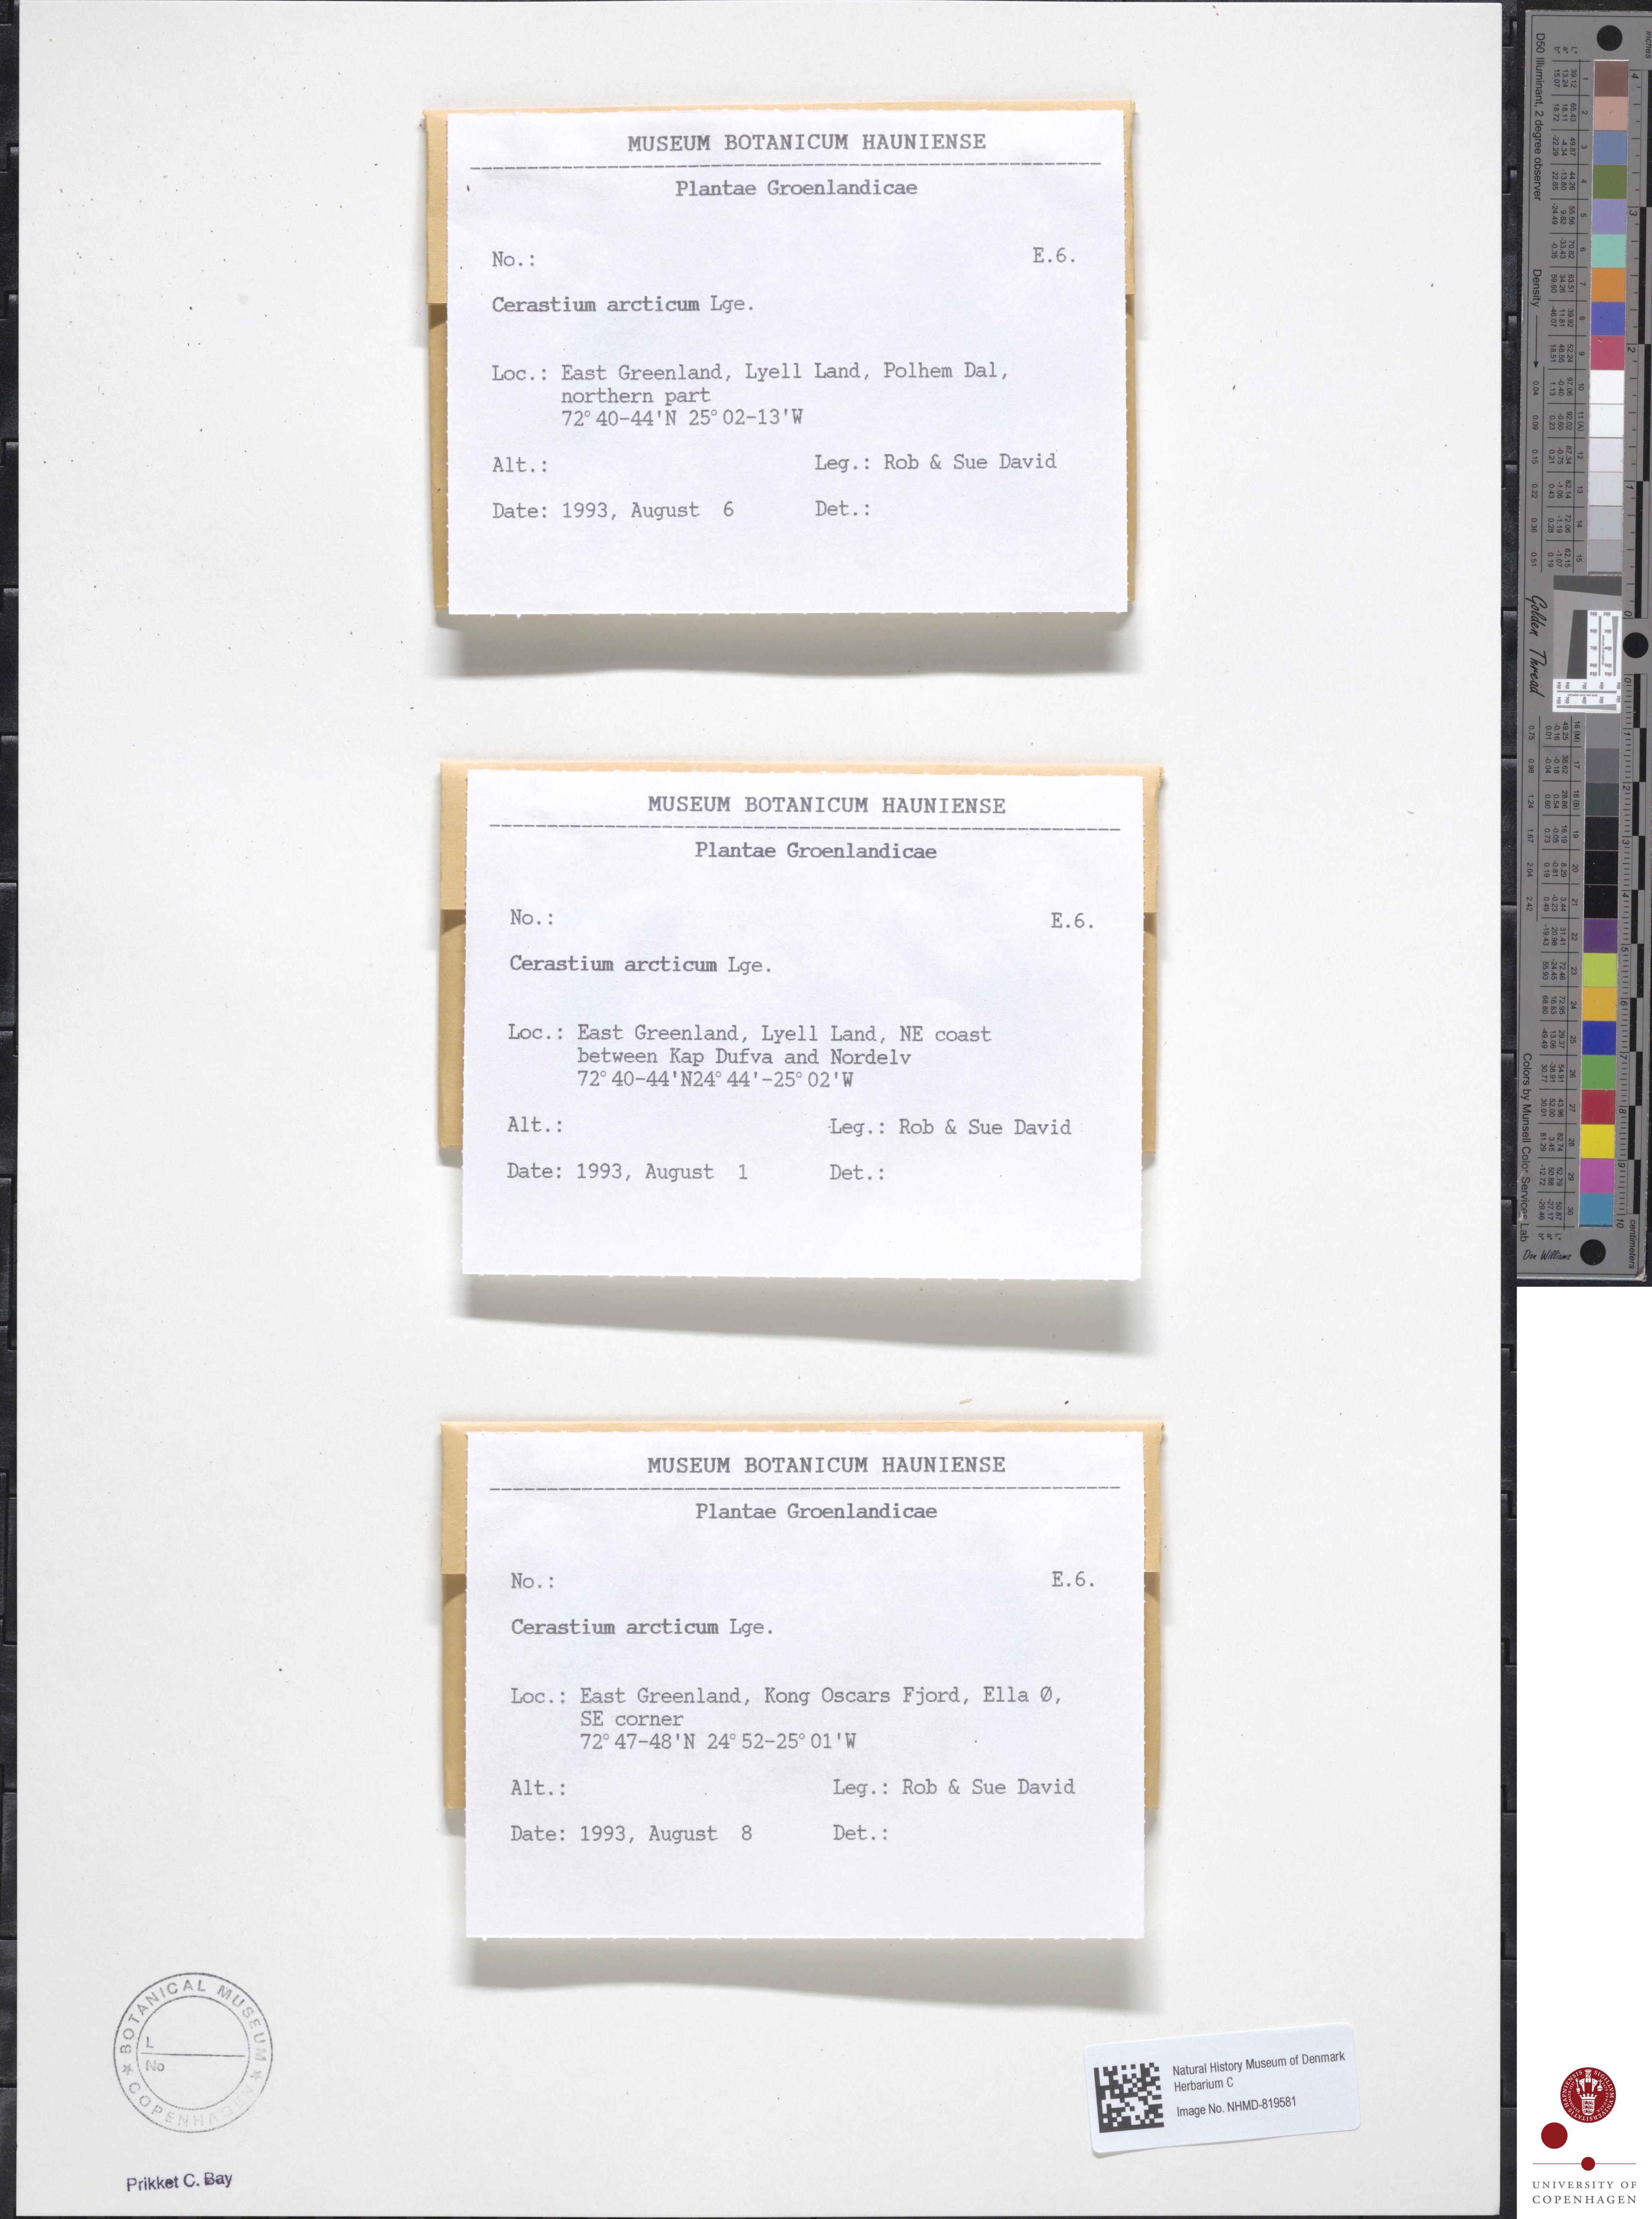 MUSEUM BOTANICUM HAUNIENSE
Plantae Groenlandicae
No.: E.6.
Cerastium arcticum Lge.
Loc.: East Greenland, Lyell Land, Polhem Dal,
northern part
72°40-44'N 25°02-13'W
Alt.: Leg.: Rob & Sue David
Date: 1993, August 6 Det.:
MUSEUM BOTANICUM HAUNIENSE
Plantae Groenlandicae
No.: E.6.
Cerastium arcticum Lge.
Loc.: East Greenland, Lyell Land, NE coast
between Kap Dufva and Nordelv
72°40-44'N24°44'-25°02'W
Alt.: Leg.: Rob & Sue David
Date: 1993, August 1 Det.:
MUSEUM BOTANICUM HAUNIENSE
Plantae Groenlandicae
No.: E.6.
Cerastium arcticum Lge.
Loc.: East Greenland, Kong Oscars Fjord, Ella Ø,
SE corner
72°47-48'N 24°52-25°01'W
Alt.: Leg.: Rob & Sue David
Date: 1993, August 8 Det.:
BOTANICAL MUSEUM
COPENHAGEN
L
No
Prikket C. Bay
Natural History Museum of Denmark
Herbarium C
Image No. NHMD-819581
D50 Illuminant, 2 degree observer
Density
Golden Thread
Colors by Munsell Color Services Lab
Don Williams
inches
centimeters
UNIVERSITY OF
COPENHAGEN